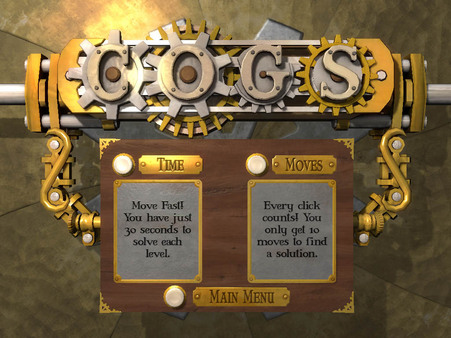 COGS
TIME
MOVES
Move Fast!
You have just
30 seconds to
solve each
level.
Every click
counts! You
only get 10
moves to find
a solution.
MAIN MENU